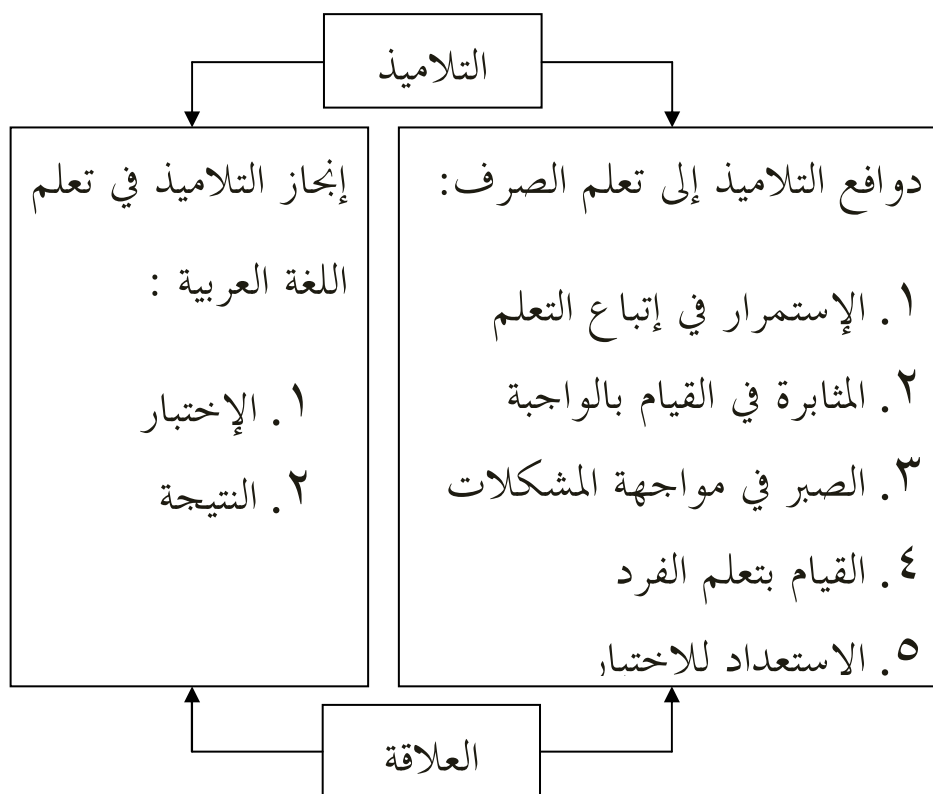 التلاميذ
دوافع التلاميذ إلى تعلم الصرف:
١. الإستمرار في إتباع التعلم
٢. المثابرة في القيام بالواجبة
٣. الصبر في مواجهة المشكلات
٤. القيام بتعلم الفرد
٥. الاستعداد للاختبار
إنجاز التلاميذ في تعلم
اللغة العربية :
١. الإختبار
٢. النتيجة
العلاقة